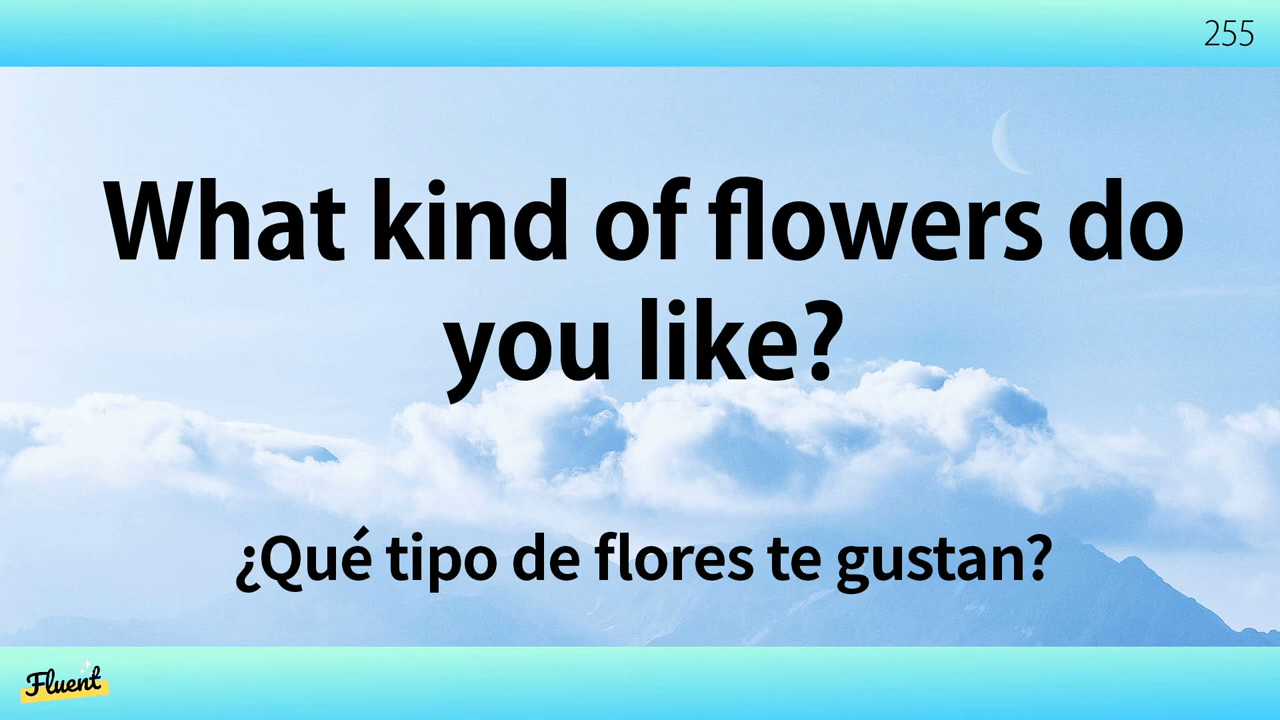 255
What kind of flowers do
you like?
¿Qué tipo de flores te gustan?
Fluent